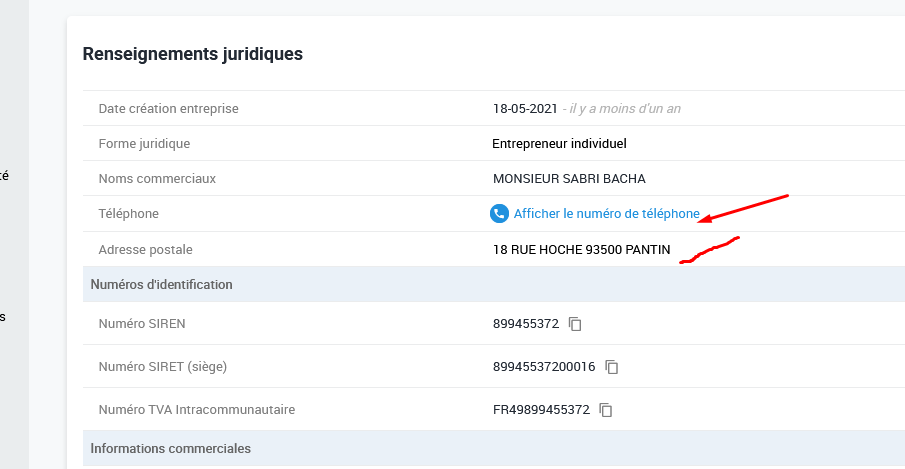 Renseignements juridiques
Date création entreprise 18-05-2021 - il y a moins d'un an
Forme juridique Entrepreneur individuel
té
Noms commerciaux MONSIEUR SABRI BACHA
Téléphone Afficher le numéro de téléphone
Adresse postale 18 RUE HOCHE 93500 PANTIN
Numéros d'identification
s
Numéro SIREN 899455372
Numéro SIRET (siège) 89945537200016
Numéro TVA Intracommunautaire FR49899455372
Informations commerciales